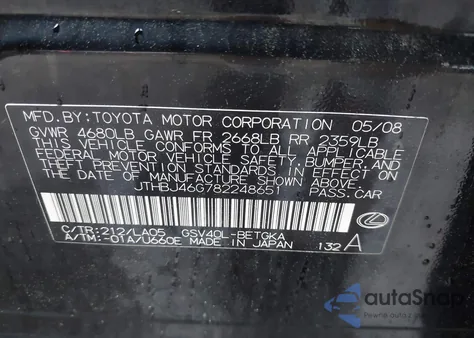 MFD. BY: TOYOTA MOTOR CORPORATION 05/08
GVWR 4680LB GAWR FR 2668LB RR 2359LB
THIS VEHICLE CONFORMS TO ALL APPLICABLE
FEDERAL MOTOR VEHICLE SAFETY, BUMPER, AND
THEFT PREVENTION STANDARDS IN EFFECT ON
THE DATE OF MANUFACTURE SHOWN ABOVE.
JTHBJ46G782248651 PASS.CAR
C/TR:212/LA05 GSV40L-BETGKA
A/TM:-01A/U660E MADE IN JAPAN 132 A
autoSnap